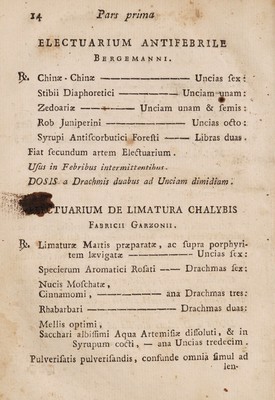 14 Pars prima
ELECTUARIUM ANTIFEBRILE
BERGEMANNI.
℞. Chinæ-Chinæ ——— Uncias ſex:
Stibii Diaphoretici ——— Unciam unam:
Zedoariæ ——— Unciam unam & ſemis:
Rob Juniperini ——— Uncias octo:
Syrupi Antiſcorbutici Foreſti —— Libras duas.
Fiat ſecundum artem Electuarium.
Uſus in Febribus intermittentibus.
DOSIS a Drachmis duabus ad Unciam dimidiam.
CTUARIUM DE LIMATURA CHALYBIS
FABRICII GARZONII.
℞. Limaturæ Martis præparatæ, ac ſupra porphyri-
tem lævigatæ ——— Uncias ſex:
Specierum Aromatici Roſati —— Drachmas ſex:
Nucis Moſchatæ,
Cinnamomi, ——— ana Drachmas tres:
Rhabarbari ——— Drachmas duas:
Mellis optimi,
Sacchari albiſſimi Aqua Artemiſiæ diſſoluti, & in
Syrupum cocti, — ana Uncias tredecim.
Pulveriſatis pulveriſandis, confunde omnia ſimul ad
len-